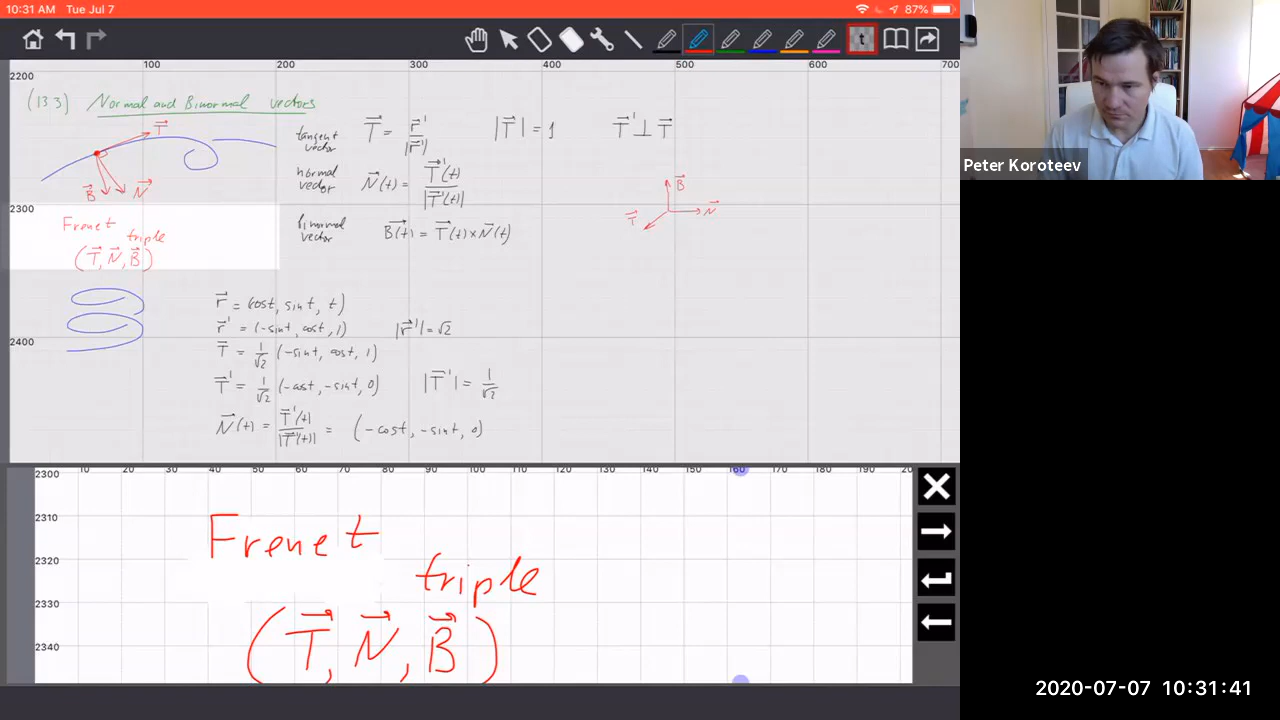 10:31 AM Tue Jul 7
87%
t
100 200 300 400 500 600 700
2200
(13.3) Normal and Binormal vectors
T⃗
B⃗ N⃗
tangent vector T⃗ = r⃗' / |r⃗'| |T⃗| = 1 T⃗' ⊥ T⃗
normal vector N⃗(t) = T⃗'(t) / |T⃗'(t)|
B⃗
T⃗ N⃗
2300
binormal vector B⃗(t) = T⃗(t) × N⃗(t)
Frenet
triple
(T⃗, N⃗, B⃗)
r⃗ = (cost, sint, t)
r⃗' = (-sint, cost, 1) |r⃗'| = √2
2400
T⃗ = 1/√2 (-sint, cost, 1)
T⃗' = 1/√2 (-cost, -sint, 0) |T⃗'| = 1/√2
N⃗(t) = T⃗'(t) / |T⃗'(t)| = (-cost, -sint, 0)
2300 10 20 30 40 50 60 70 80 90 100 110 120 130 140 150 160 170 180 190 20
2310
Frenet
2320
triple
2330
(T⃗, N⃗, B⃗)
2340
Peter Koroteev
2020-07-07 10:31:41